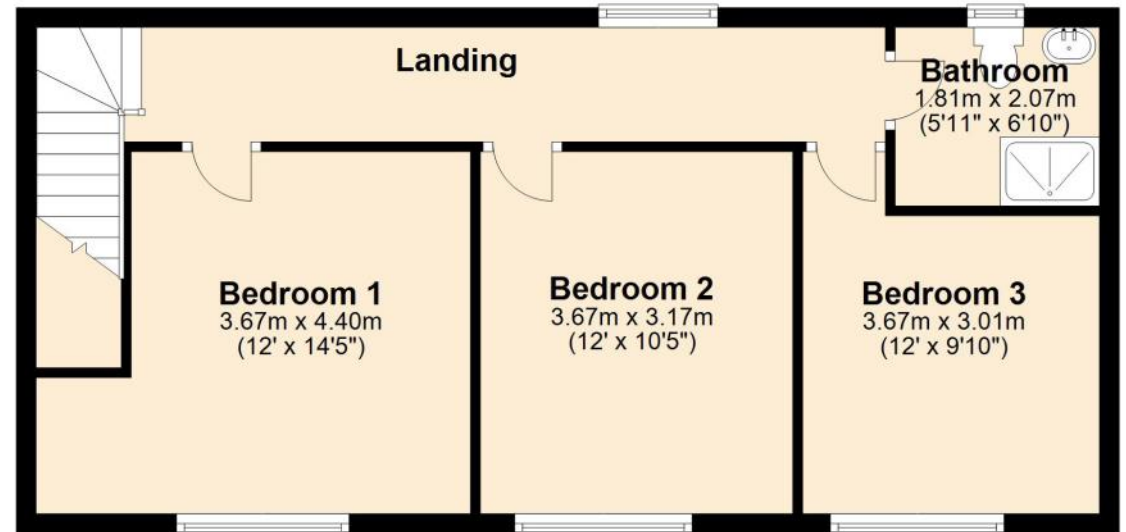 Landing
Bathroom
1.81m x 2.07m
(5'11" x 6'10")
Bedroom 1
3.67m x 4.40m
(12' x 14'5")
Bedroom 2
3.67m x 3.17m
(12' x 10'5")
Bedroom 3
3.67m x 3.01m
(12' x 9'10")